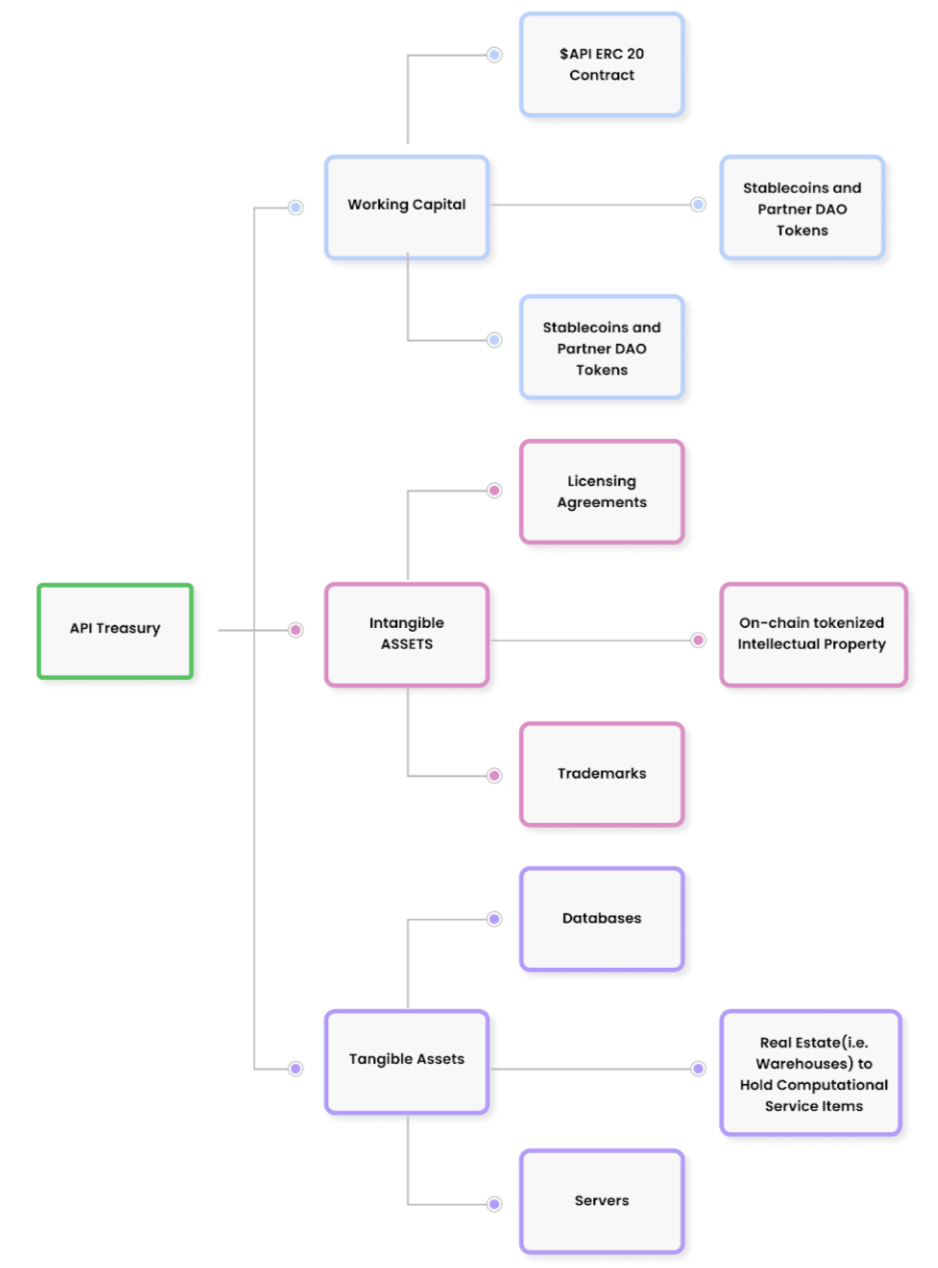 $API ERC 20
Contract
Working Capital
Stablecoins and
Partner DAO
Tokens
Stablecoins and
Partner DAO
Tokens
Licensing
Agreements
API Treasury
Intangible
ASSETS
On-chain tokenized
Intellectual Property
Trademarks
Databases
Tangible Assets
Real Estate(i.e.
Warehouses) to
Hold Computational
Service Items
Servers